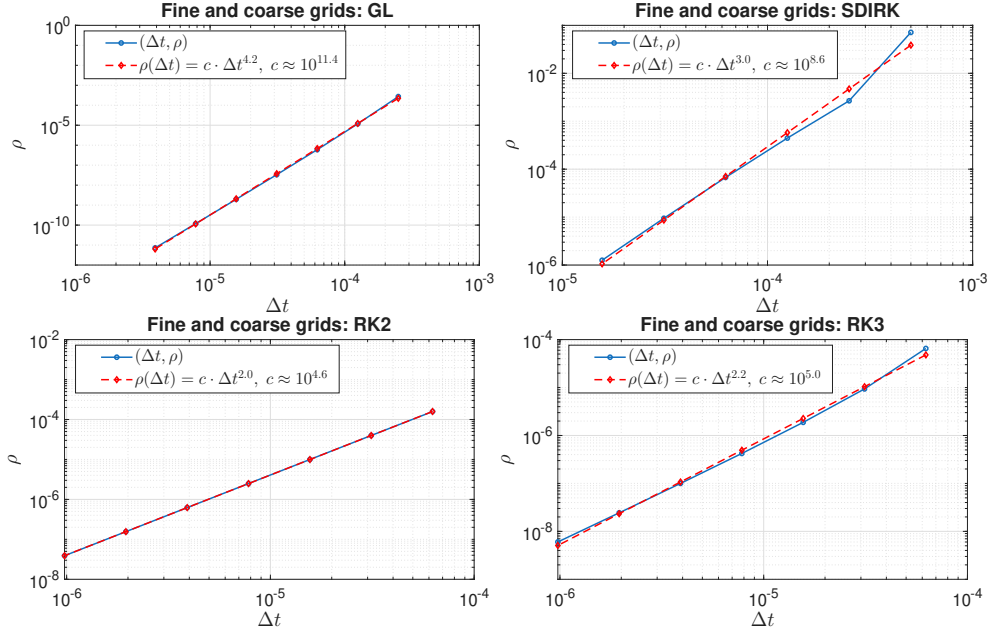 Fine and coarse grids: GL
10^0
10^-5
10^-10
ρ
(Δt, ρ)
ρ(Δt) = c · Δt^4.2, c ≈ 10^11.4
10^-6 10^-5 10^-4 10^-3
Δt
Fine and coarse grids: SDIRK
10^-2
10^-4
10^-6
ρ
(Δt, ρ)
ρ(Δt) = c · Δt^3.0, c ≈ 10^8.6
10^-5 10^-4 10^-3
Δt
Fine and coarse grids: RK2
10^-2
10^-4
10^-6
10^-8
ρ
(Δt, ρ)
ρ(Δt) = c · Δt^2.0, c ≈ 10^4.6
10^-6 10^-5 10^-4
Δt
Fine and coarse grids: RK3
10^-4
10^-6
10^-8
ρ
(Δt, ρ)
ρ(Δt) = c · Δt^2.2, c ≈ 10^5.0
10^-6 10^-5 10^-4
Δt